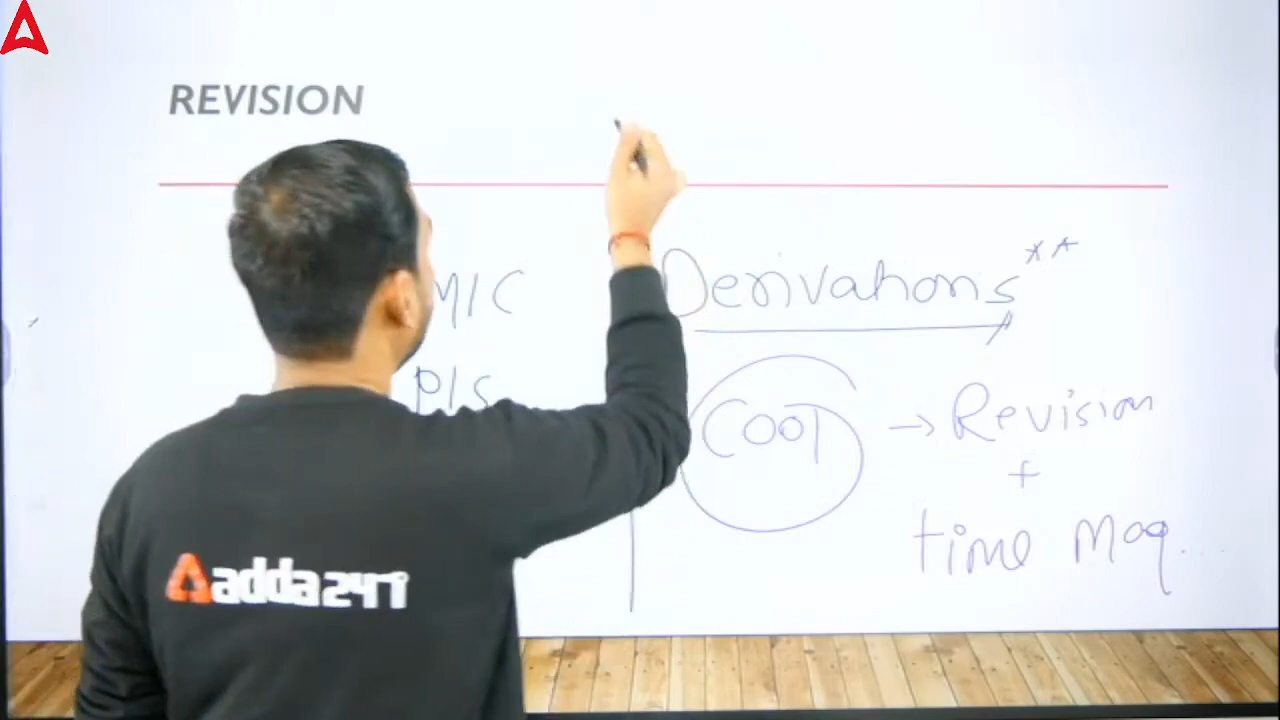 REVISION
M/C
Derivations**
P/S
COOT
→ Revision
+
time Mag...
adda247